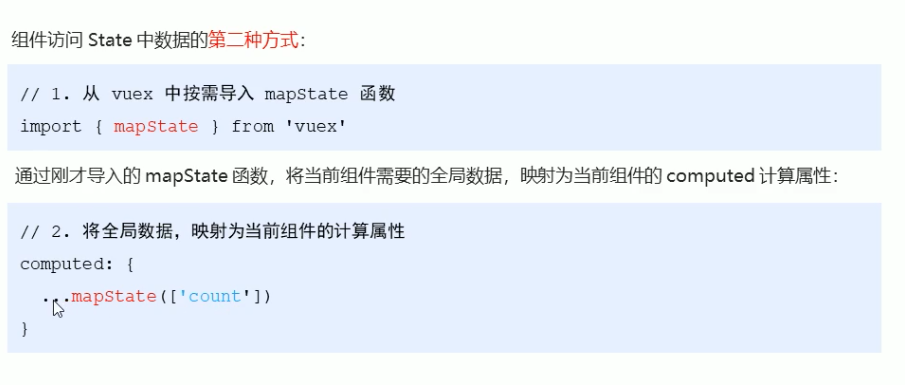 组件访问 State 中数据的第二种方式：
// 1. 从 vuex 中按需导入 mapState 函数
import { mapState } from 'vuex'
通过刚才导入的 mapState 函数，将当前组件需要的全局数据，映射为当前组件的 computed 计算属性：
// 2. 将全局数据，映射为当前组件的计算属性
computed: {
  ...mapState(['count'])
}